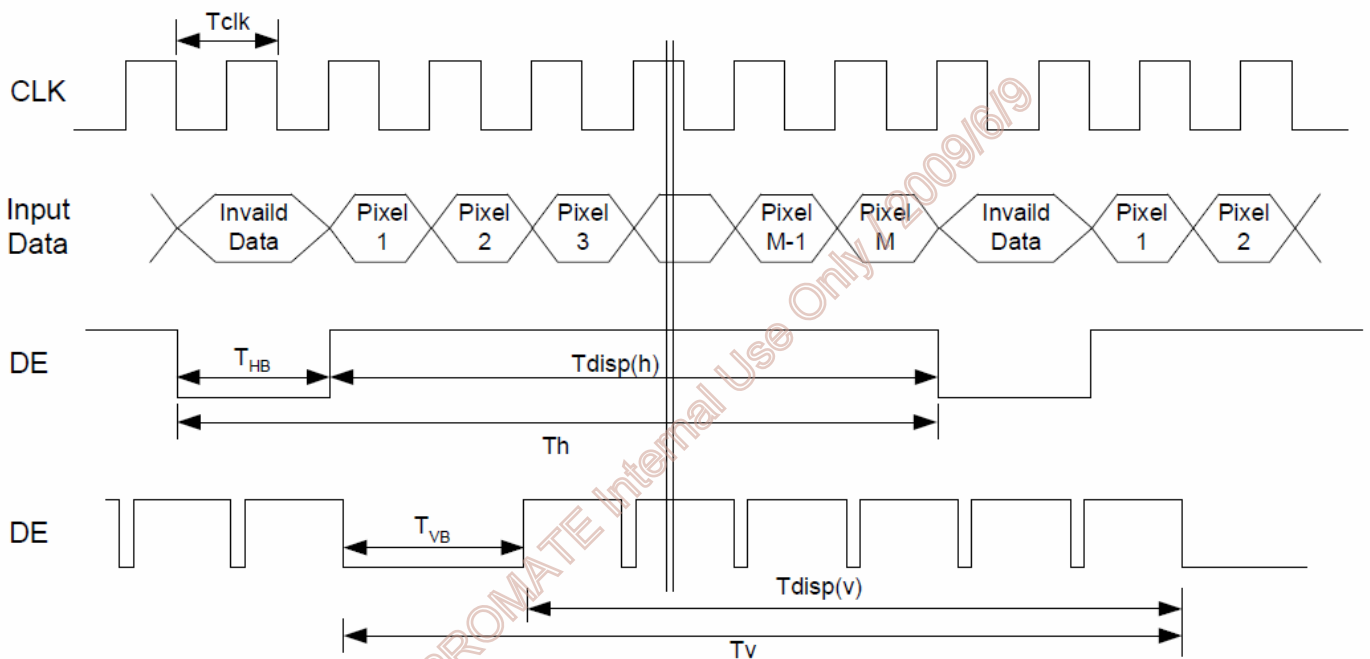 Tclk
CLK
Input
Data
Invaild
Data
Pixel
1
Pixel
2
Pixel
3
Pixel
M-1
Pixel
M
Invaild
Data
Pixel
1
Pixel
2
DE
THB
Tdisp(h)
Th
DE
TVB
Tdisp(v)
Tv
PROMATE Internal Use Only / 2009/6/9